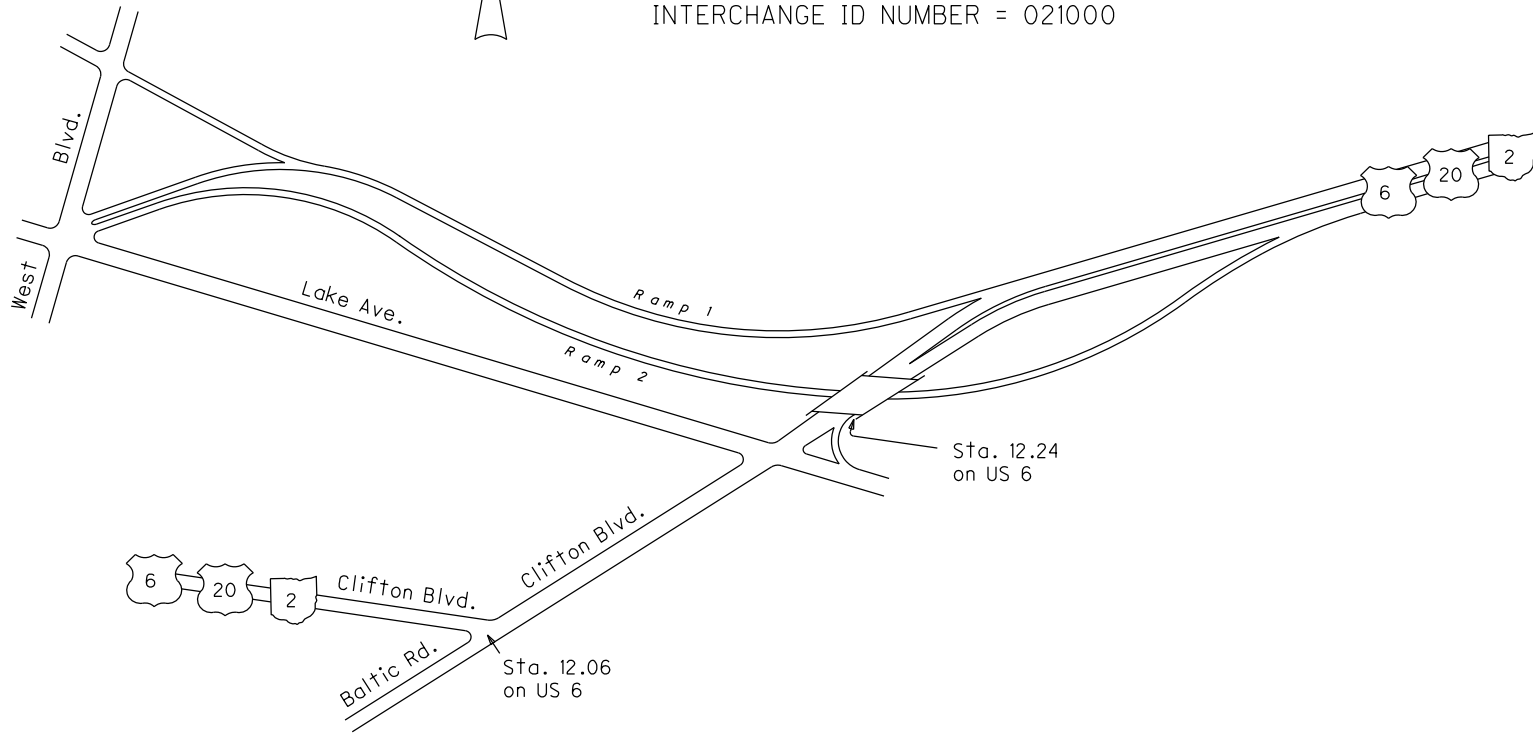 INTERCHANGE ID NUMBER = 021000
Blvd.
West
2
20
6
Lake Ave.
Ramp 1
Ramp 2
Sta. 12.24
on US 6
Clifton Blvd.
6
20
2
Clifton Blvd.
Sta. 12.06
on US 6
Baltic Rd.